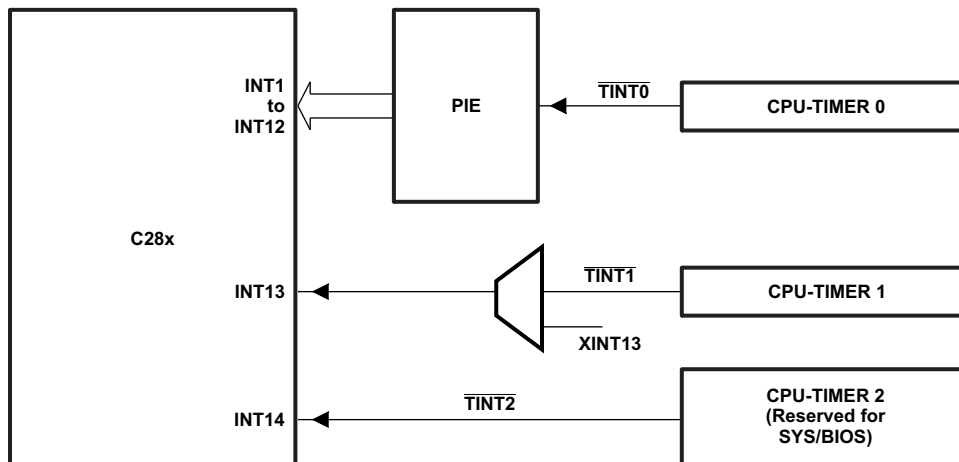 INT1
to
INT12
PIE
TINT0
CPU-TIMER 0
C28x
INT13
TINT1
CPU-TIMER 1
XINT13
INT14
TINT2
CPU-TIMER 2
(Reserved for
SYS/BIOS)